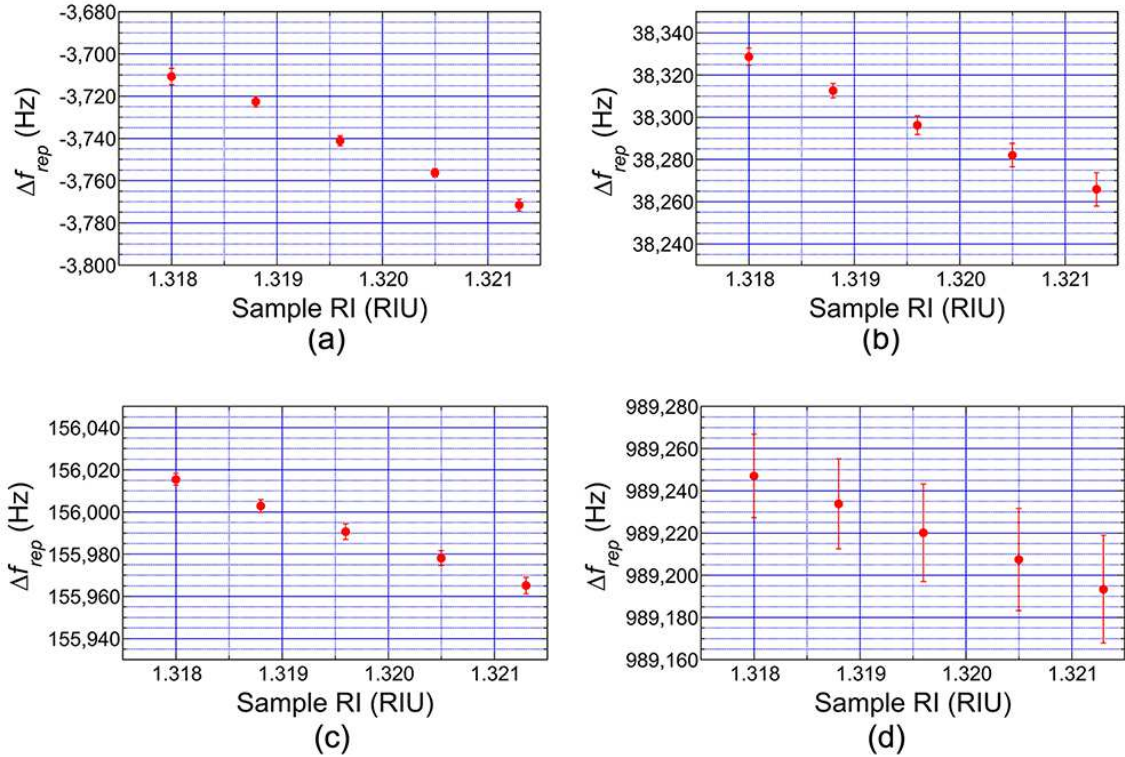 -3,680
-3,700
-3,720
-3,740
-3,760
-3,780
-3,800
Δf_rep (Hz)
1.318 1.319 1.320 1.321
Sample RI (RIU)
(a)
38,340
38,320
38,300
38,280
38,260
38,240
Δf_rep (Hz)
1.318 1.319 1.320 1.321
Sample RI (RIU)
(b)
156,040
156,020
156,000
155,980
155,960
155,940
Δf_rep (Hz)
1.318 1.319 1.320 1.321
Sample RI (RIU)
(c)
989,280
989,260
989,240
989,220
989,200
989,180
989,160
Δf_rep (Hz)
1.318 1.319 1.320 1.321
Sample RI (RIU)
(d)